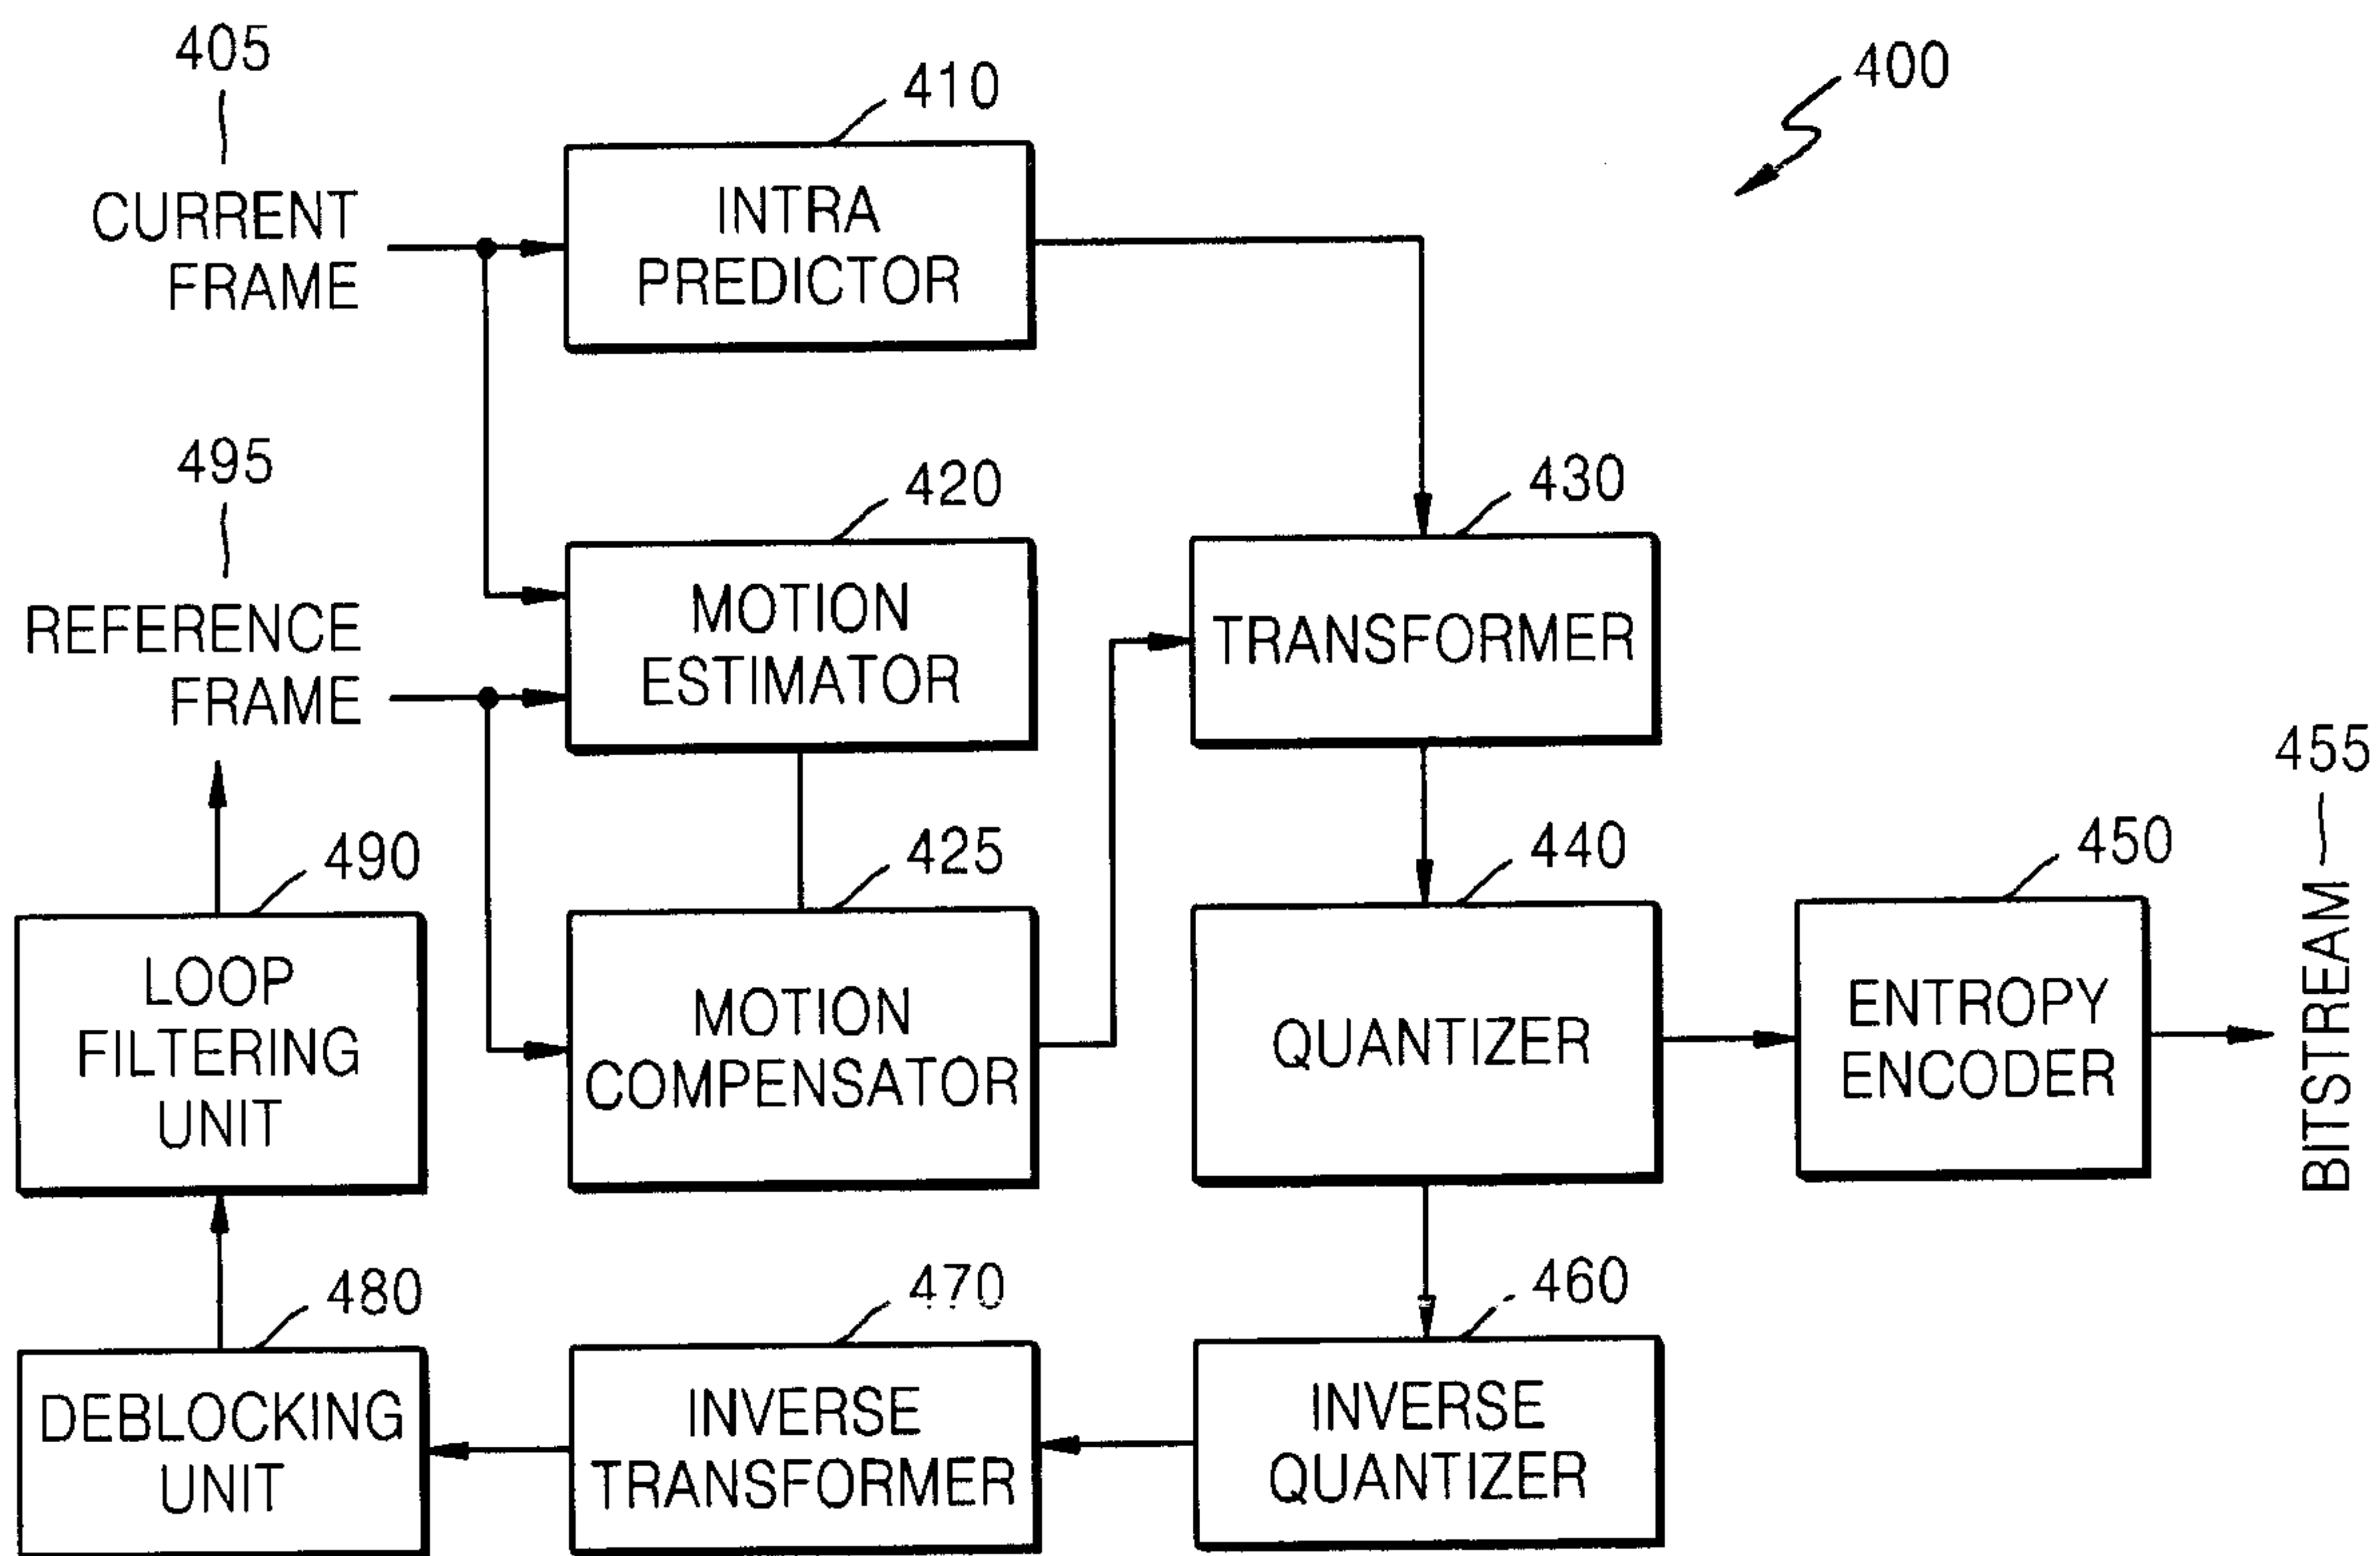 405
410
400
CURRENT
FRAME
INTRA
PREDICTOR
495
420
430
REFERENCE
FRAME
MOTION
ESTIMATOR
TRANSFORMER
455
490
425
440
450
LOOP
FILTERING
UNIT
MOTION
COMPENSATOR
QUANTIZER
ENTROPY
ENCODER
BITSTREAM
480
470
460
DEBLOCKING
UNIT
INVERSE
TRANSFORMER
INVERSE
QUANTIZER